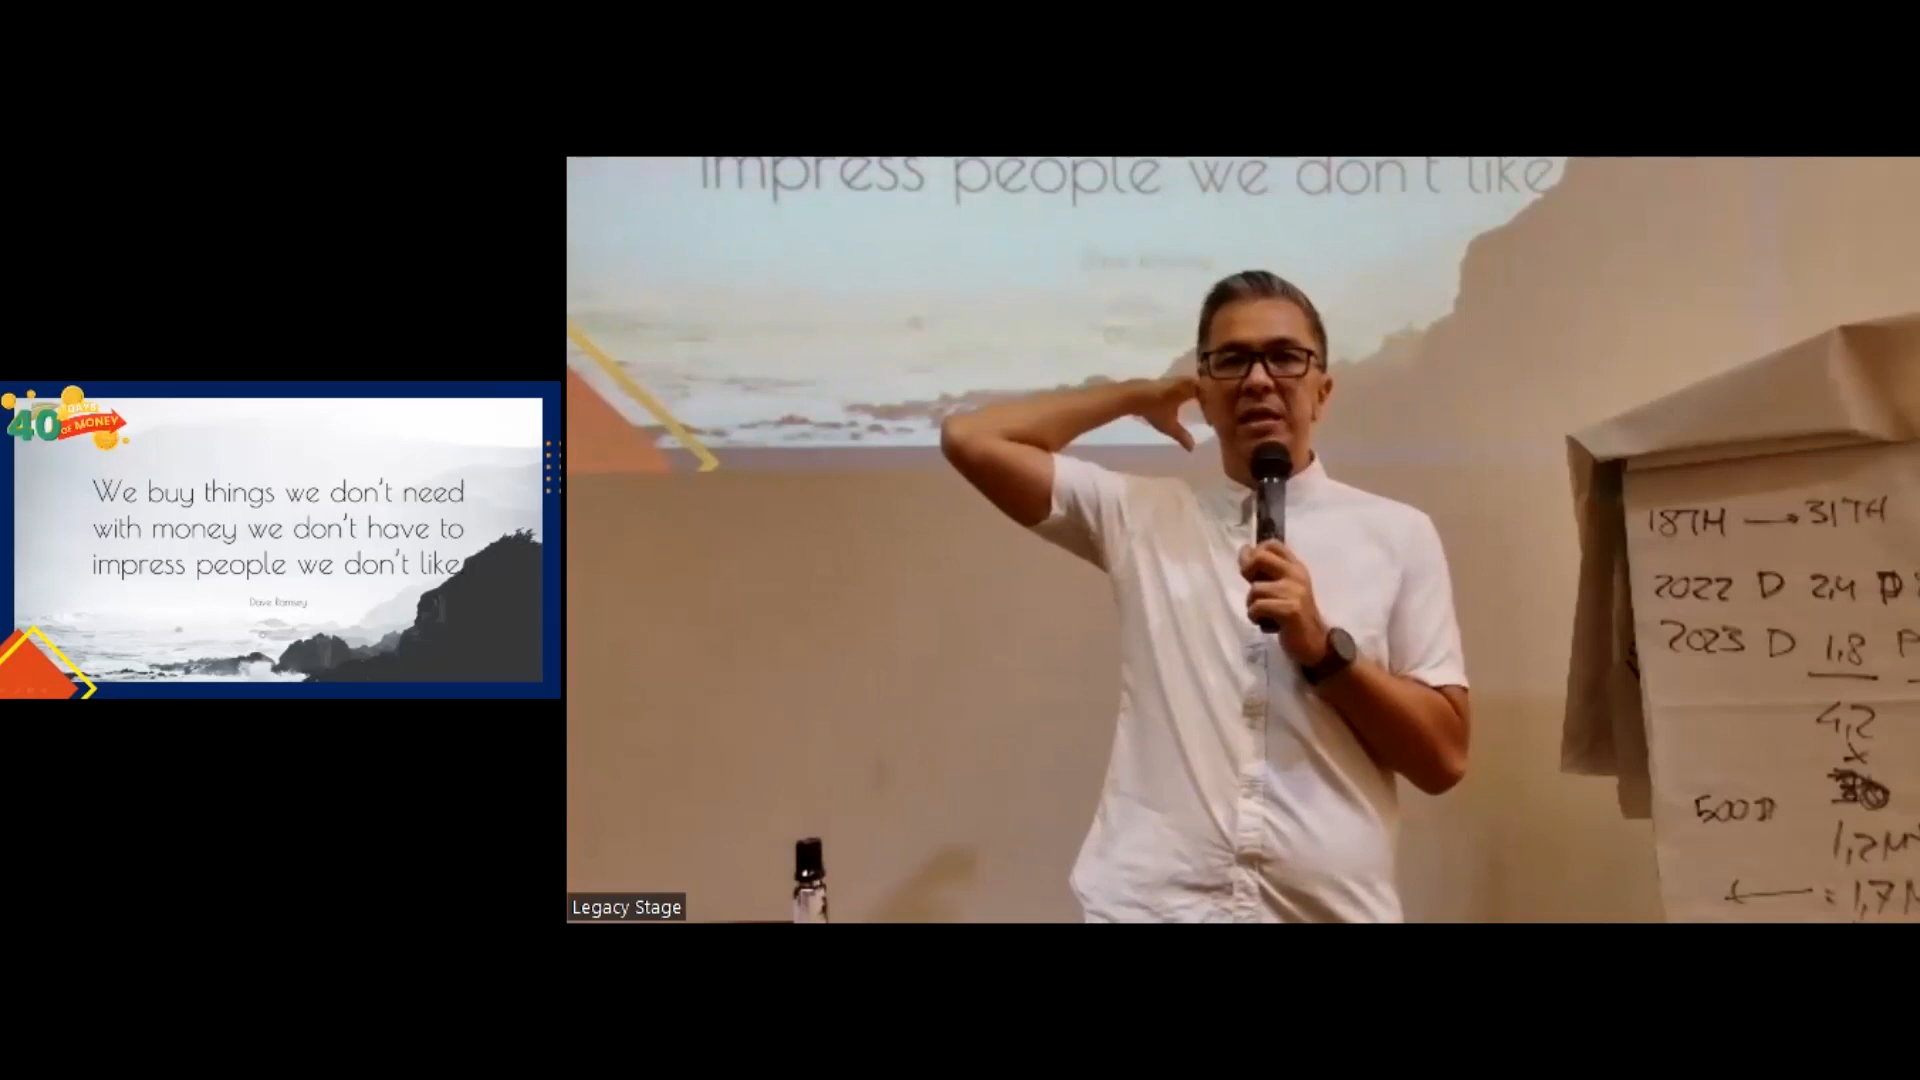 40 DAYS
OF MONEY
We buy things we don't need
with money we don't have to
impress people we don't like
Dave Ramsey
impress people we don't like
18TH → 31TH
2022 D 2,4 P
2023 D 1,8 P
4,2
x
500
1,2 M
= 1,7 M
Legacy Stage